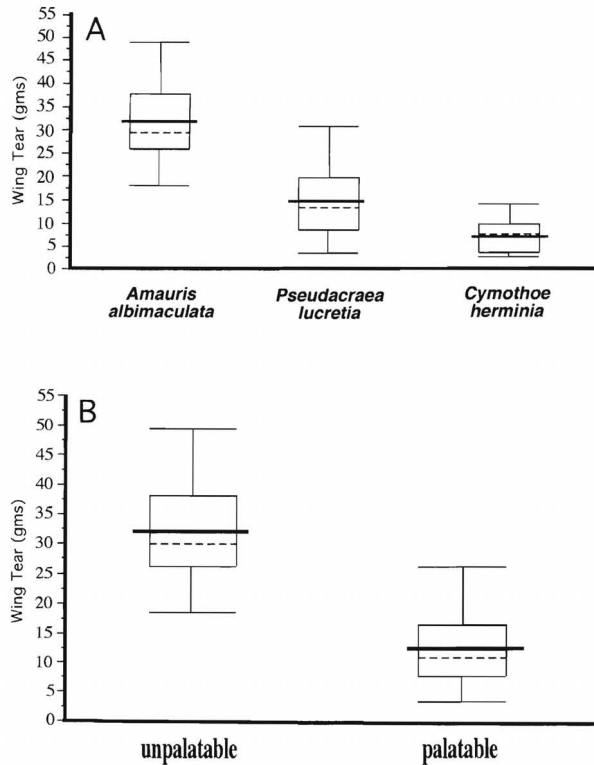 A
55
50
45
40
35
30
25
20
15
10
5
0
Wing Tear (gms)
Amauris albimaculata
Pseudacraea lucretia
Cymothoe herminia
B
55
50
45
40
35
30
25
20
15
10
5
0
Wing Tear (gms)
unpalatable
palatable